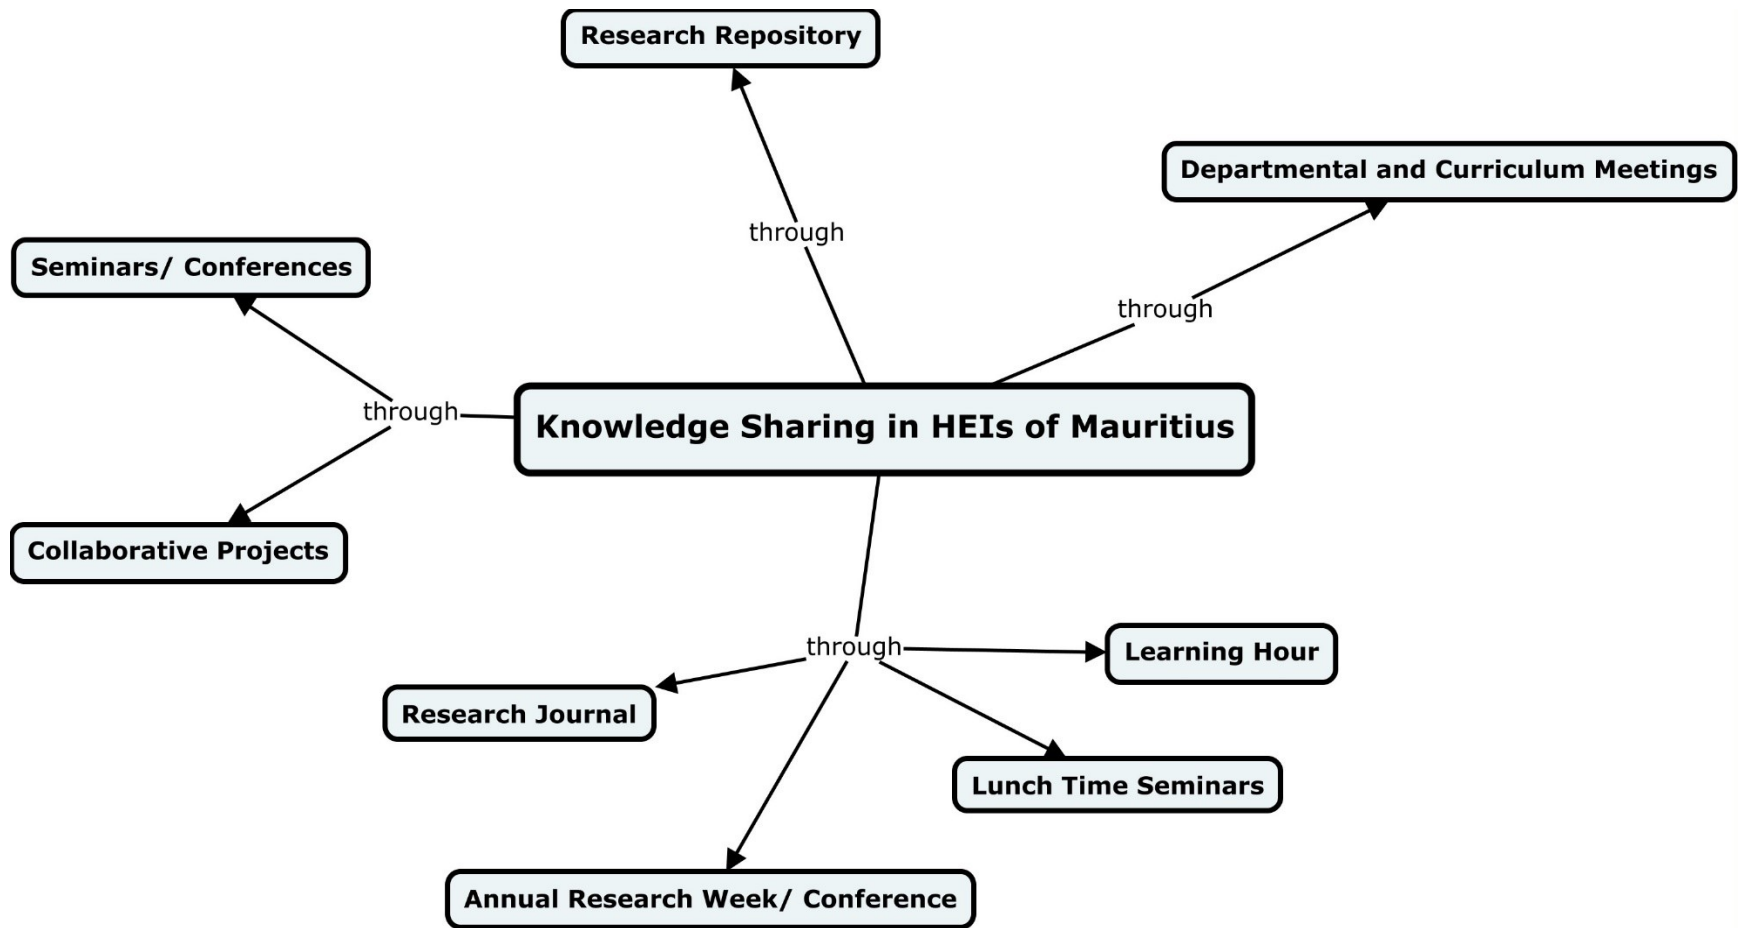 Research Repository
Departmental and Curriculum Meetings
through
Seminars/ Conferences
through
through
Knowledge Sharing in HEIs of Mauritius
Collaborative Projects
through
Learning Hour
Research Journal
Lunch Time Seminars
Annual Research Week/ Conference